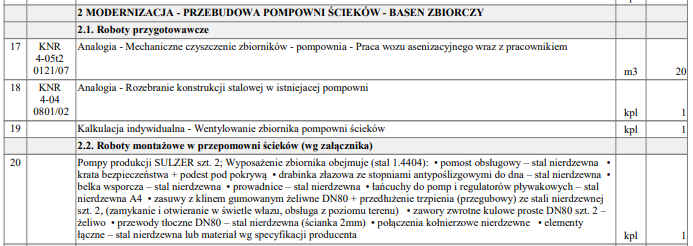 2 MODERNIZACJA - PRZEBUDOWA POMPOWNI ŚCIEKÓW - BASEN ZBIORCZY
2.1. Roboty przygotowawcze
17 KNR 4-05t2 0121/07 Analogia - Mechaniczne czyszczenie zbiorników - pompownia - Praca wozu asenizacyjnego wraz z pracownikiem m3 20
18 KNR 4-04 0801/02 Analogia - Rozebranie konstrukcji stalowej w istniejacej pompowni kpl 1
19 Kalkulacja indywidualna - Wentylowanie zbiornika pompowni ścieków kpl 1
2.2. Roboty montażowe w przepomowni ścieków (wg załącznika)
20 Pompy produkcji SULZER szt. 2; Wyposażenie zbiornika obejmuje (stal 1.4404): • pomost obsługowy – stal nierdzewna •
krata bezpieczeństwa + podest pod pokrywą • drabinka złazowa ze stopniami antypoślizgowymi do dna – stal nierdzewna •
belka wsporcza – stal nierdzewna • prowadnice – stal nierdzewna • łańcuchy do pomp i regulatorów pływakowych – stal
nierdzewna A4 • zasuwy z klinem gumowanym żeliwne DN80 + przedłużenie trzpienia (przegubowy) ze stali nierdzewnej
szt. 2, (zamykanie i otwieranie w świetle włazu, obsługa z poziomu terenu) • zawory zwrotne kulowe proste DN80 szt. 2 –
żeliwo • przewody tłoczne DN80 – stal nierdzewna (ścianka 2mm) • połączenia kołnierzowe nierdzewne • elementy
łączne – stal nierdzewna lub materiał wg specyfikacji producenta kpl 1